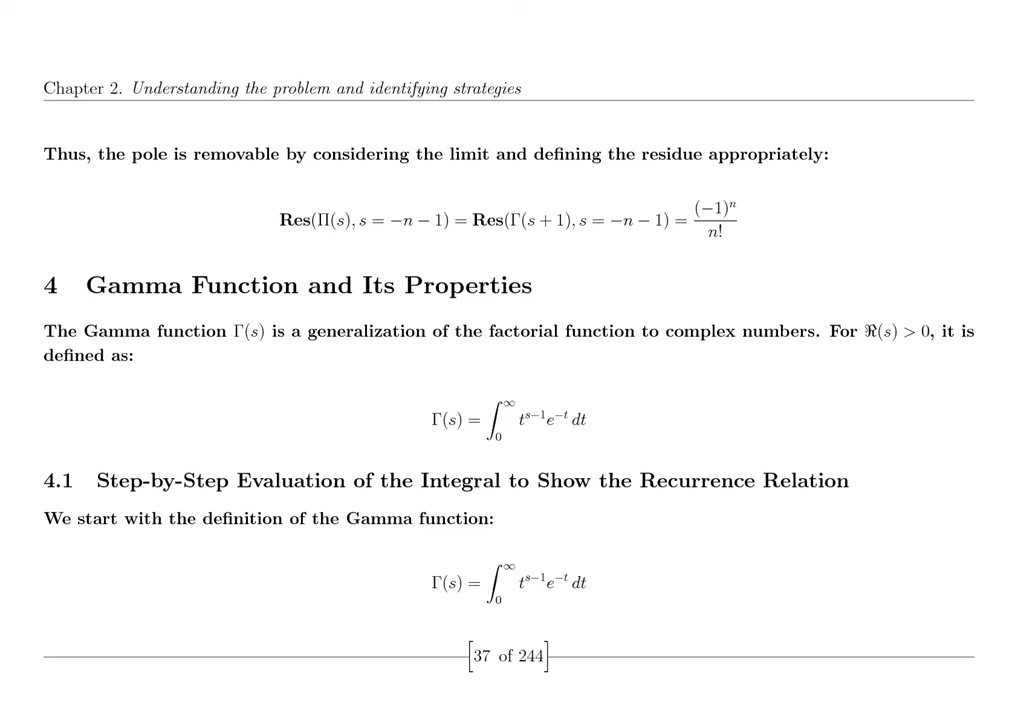 Chapter 2. Understanding the problem and identifying strategies
Thus, the pole is removable by considering the limit and defining the residue appropriately:
Res(Π(s), s = −n − 1) = Res(Γ(s + 1), s = −n − 1) = (−1)ⁿ / n!
4 Gamma Function and Its Properties
The Gamma function Γ(s) is a generalization of the factorial function to complex numbers. For ℜ(s) > 0, it is
defined as:
Γ(s) = ∫₀^∞ t^{s−1} e^{−t} dt
4.1 Step-by-Step Evaluation of the Integral to Show the Recurrence Relation
We start with the definition of the Gamma function:
Γ(s) = ∫₀^∞ t^{s−1} e^{−t} dt
[37 of 244]